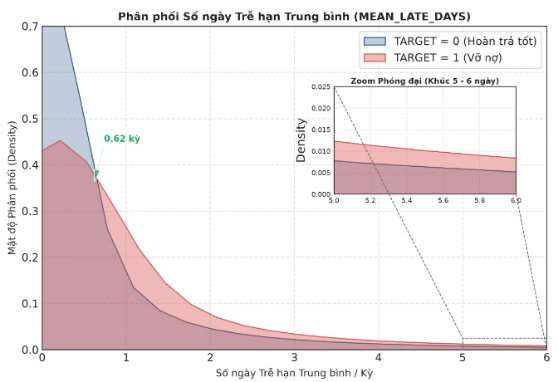 Phân phối Số ngày Trễ hạn Trung bình (MEAN_LATE_DAYS)
TARGET = 0 (Hoàn trả tốt)
TARGET = 1 (Vỡ nợ)
Zoom Phóng đại (Khúc 5 - 6 ngày)
0.025
0.020
0.015
0.010
0.005
0.000
Density
5.0 5.2 5.4 5.6 5.8 6.0
0.62 kỳ
0.7
0.6
0.5
0.4
0.3
0.2
0.1
0.0
Mật độ Phân phối (Density)
0 1 2 3 4 5 6
Số ngày Trễ hạn Trung bình / Kỳ